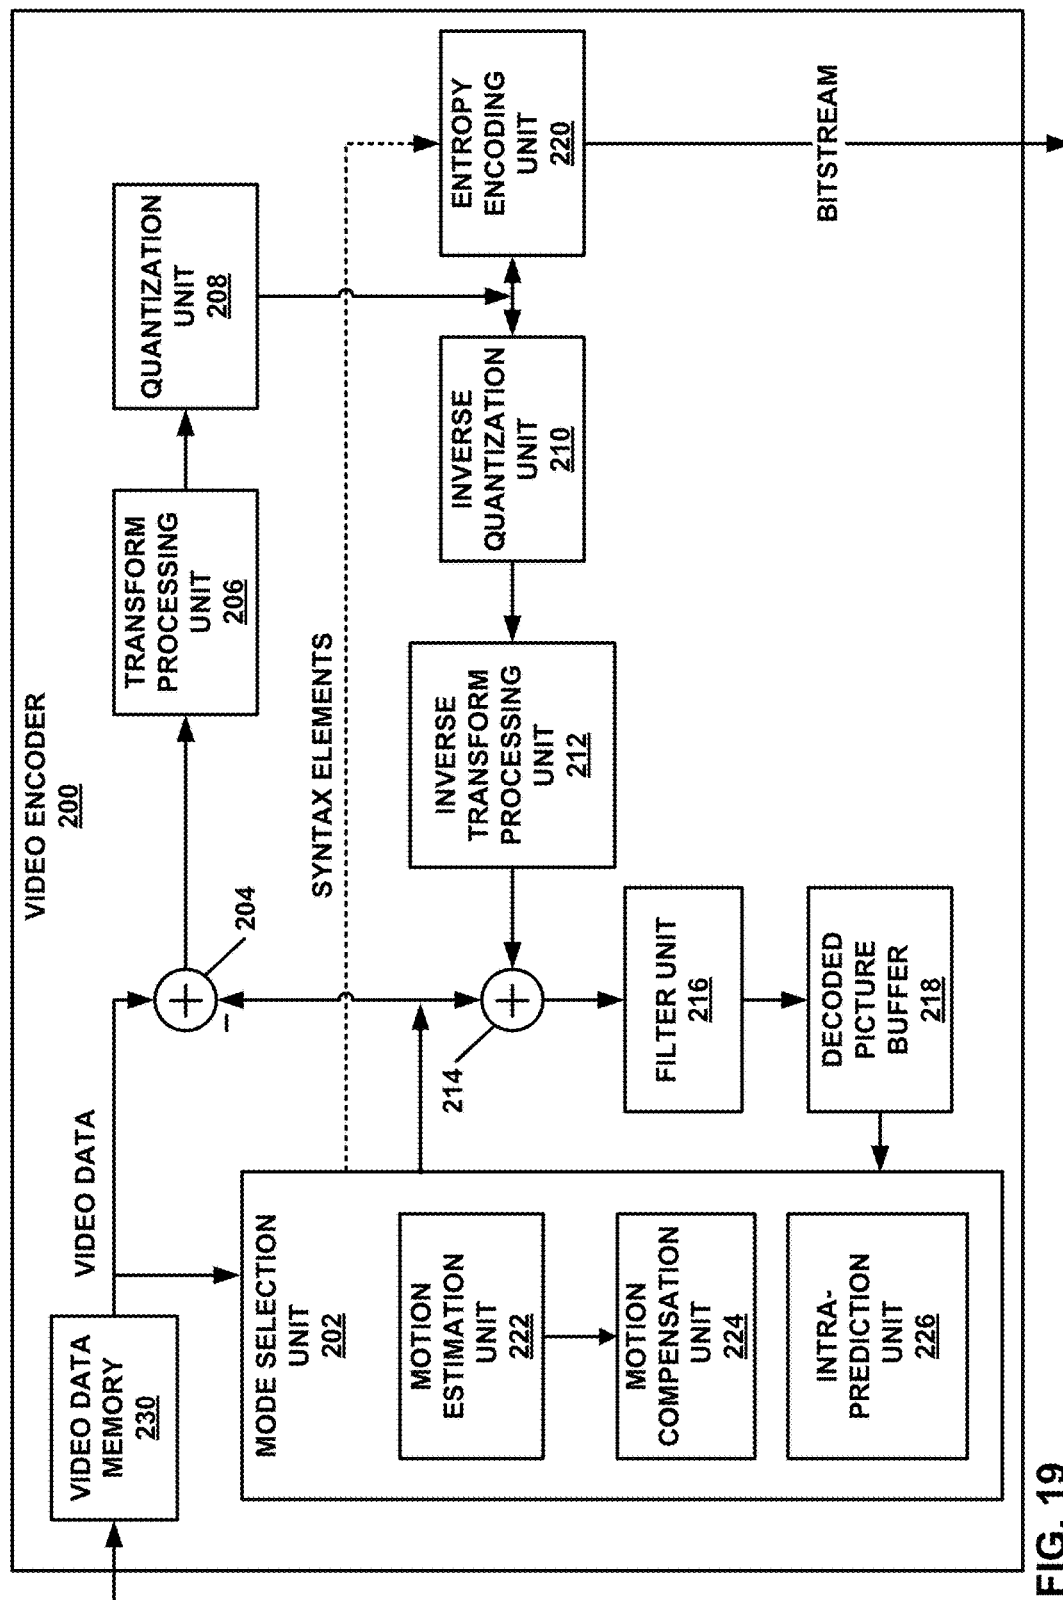 VIDEO ENCODER
200
VIDEO DATA
MEMORY
230
VIDEO DATA
204
–
TRANSFORM
PROCESSING
UNIT
206
QUANTIZATION
UNIT
208
SYNTAX ELEMENTS
MODE SELECTION
UNIT
202
MOTION
ESTIMATION
UNIT
222
MOTION
COMPENSATION
UNIT
224
INTRA-
PREDICTION
UNIT
226
214
INVERSE
TRANSFORM
PROCESSING
UNIT
212
INVERSE
QUANTIZATION
UNIT
210
ENTROPY
ENCODING
UNIT
220
FILTER UNIT
216
DECODED
PICTURE
BUFFER
218
BITSTREAM
FIG. 19